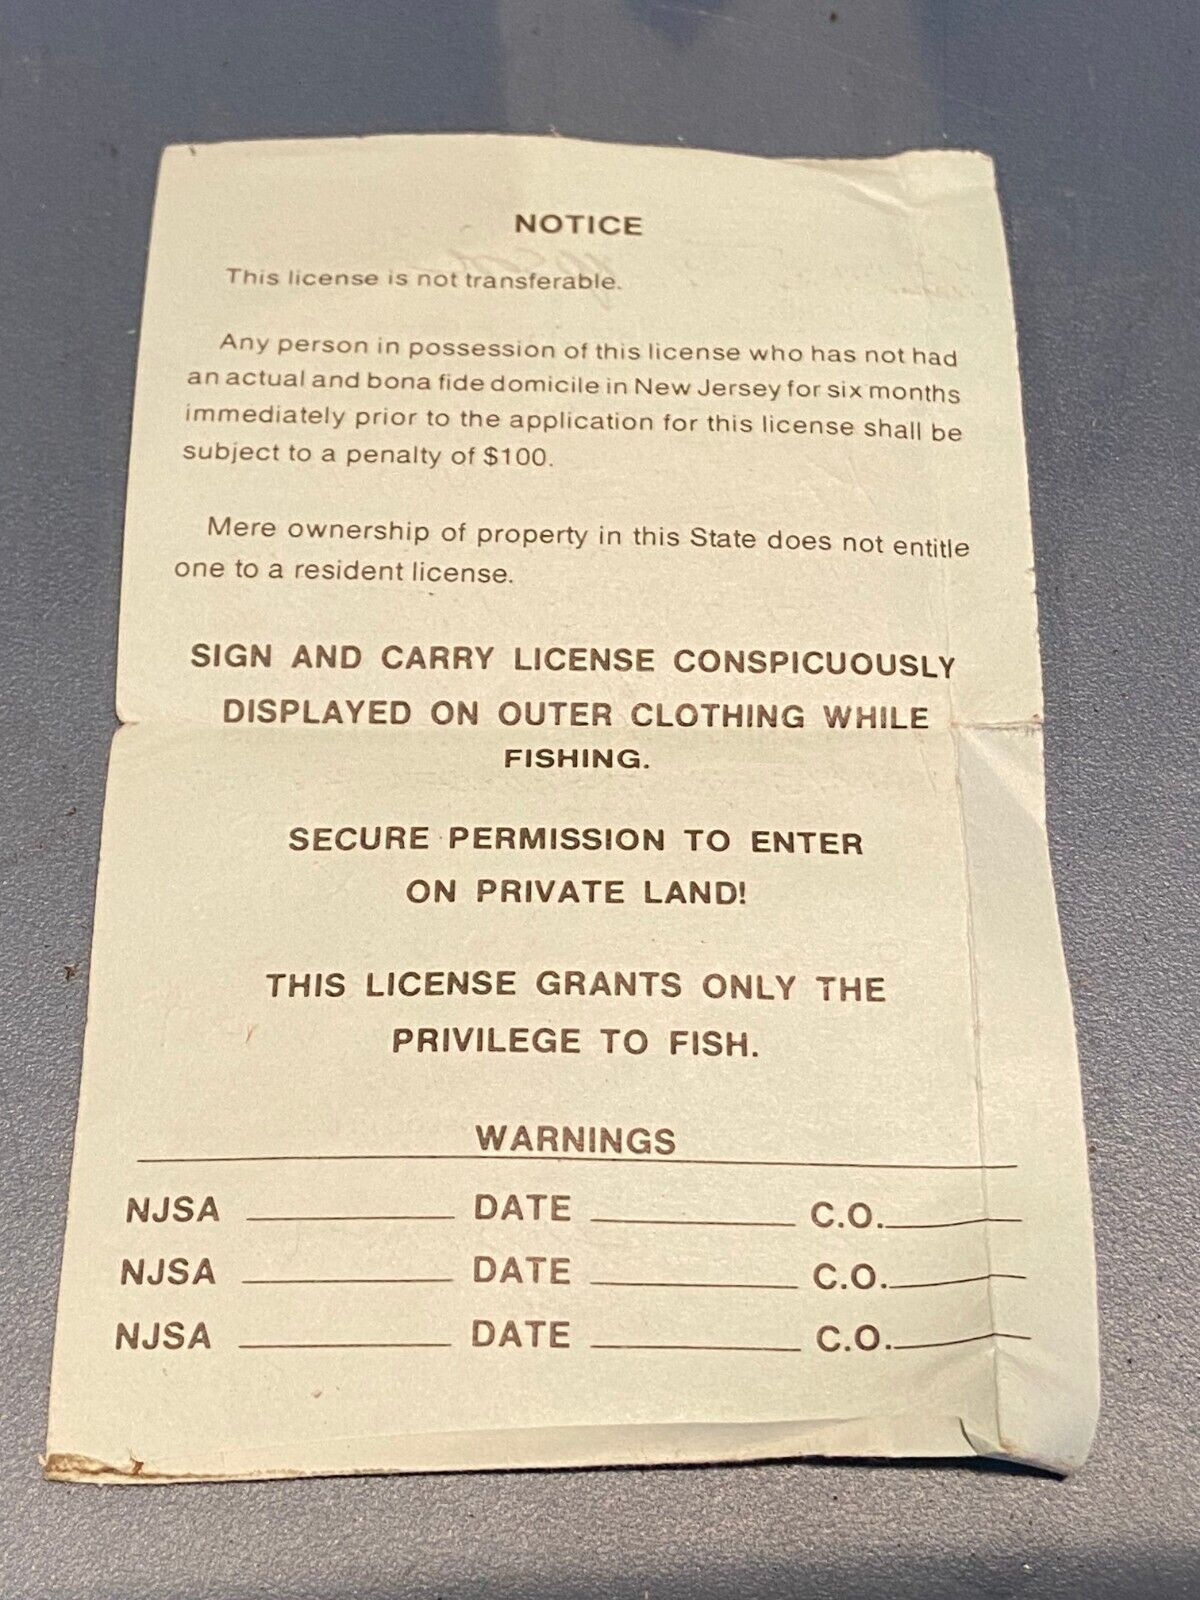 NOTICE
This license is not transferable.
Any person in possession of this license who has not had
an actual and bona fide domicile in New Jersey for six months
immediately prior to the application for this license shall be
subject to a penalty of $100.
Mere ownership of property in this State does not entitle
one to a resident license.
SIGN AND CARRY LICENSE CONSPICUOUSLY
DISPLAYED ON OUTER CLOTHING WHILE
FISHING.
SECURE PERMISSION TO ENTER
ON PRIVATE LAND!
THIS LICENSE GRANTS ONLY THE
PRIVILEGE TO FISH.
WARNINGS
NJSA DATE C.O.
NJSA DATE C.O.
NJSA DATE C.O.